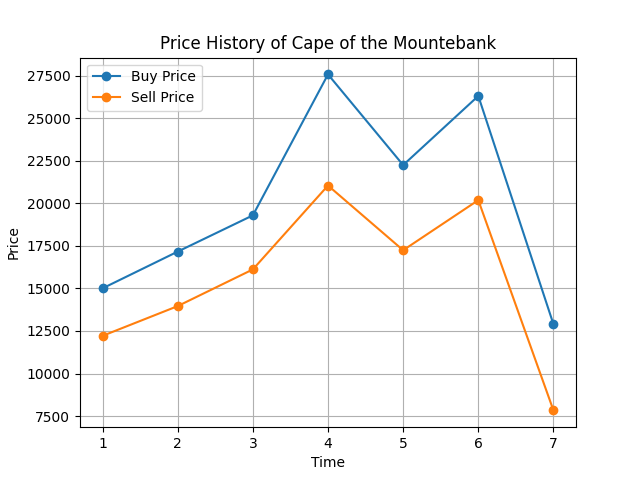 Price History of Cape of the Mountebank
Buy Price
Sell Price
27500
25000
22500
20000
17500
15000
12500
10000
7500
Price
1 2 3 4 5 6 7
Time